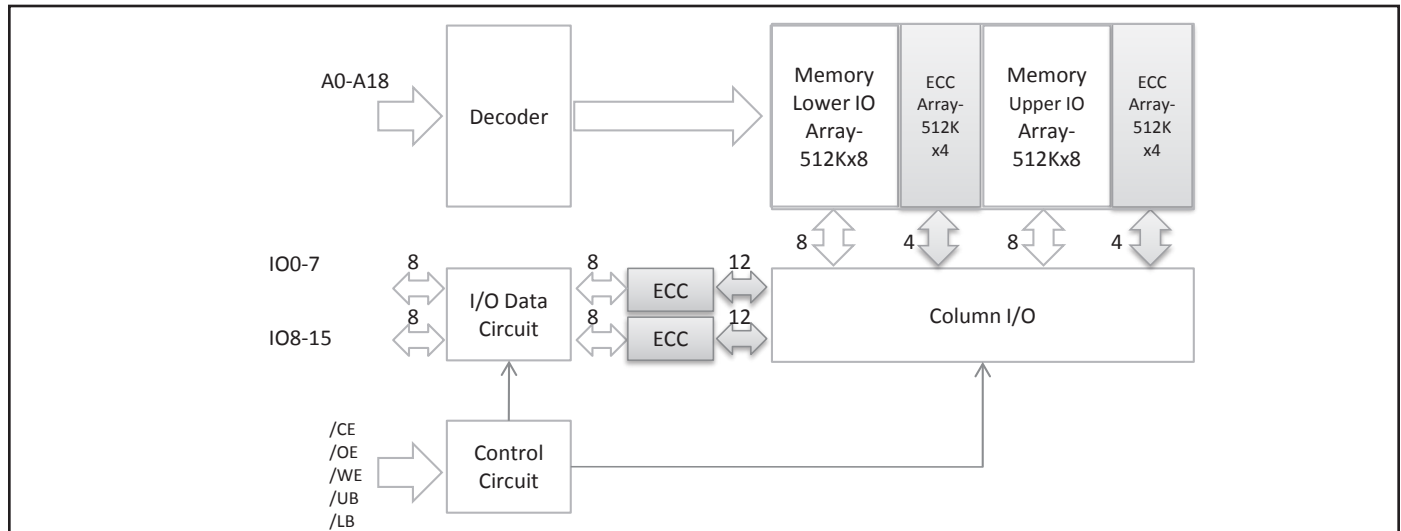 A0-A18
Decoder
Memory
Lower IO
Array-
512Kx8
ECC
Array-
512K
x4
Memory
Upper IO
Array-
512Kx8
ECC
Array-
512K
x4
8
4
8
4
IO0-7
8
8
12
I/O Data
Circuit
ECC
Column I/O
IO8-15
8
8
12
ECC
/CE
/OE
/WE
/UB
/LB
Control
Circuit